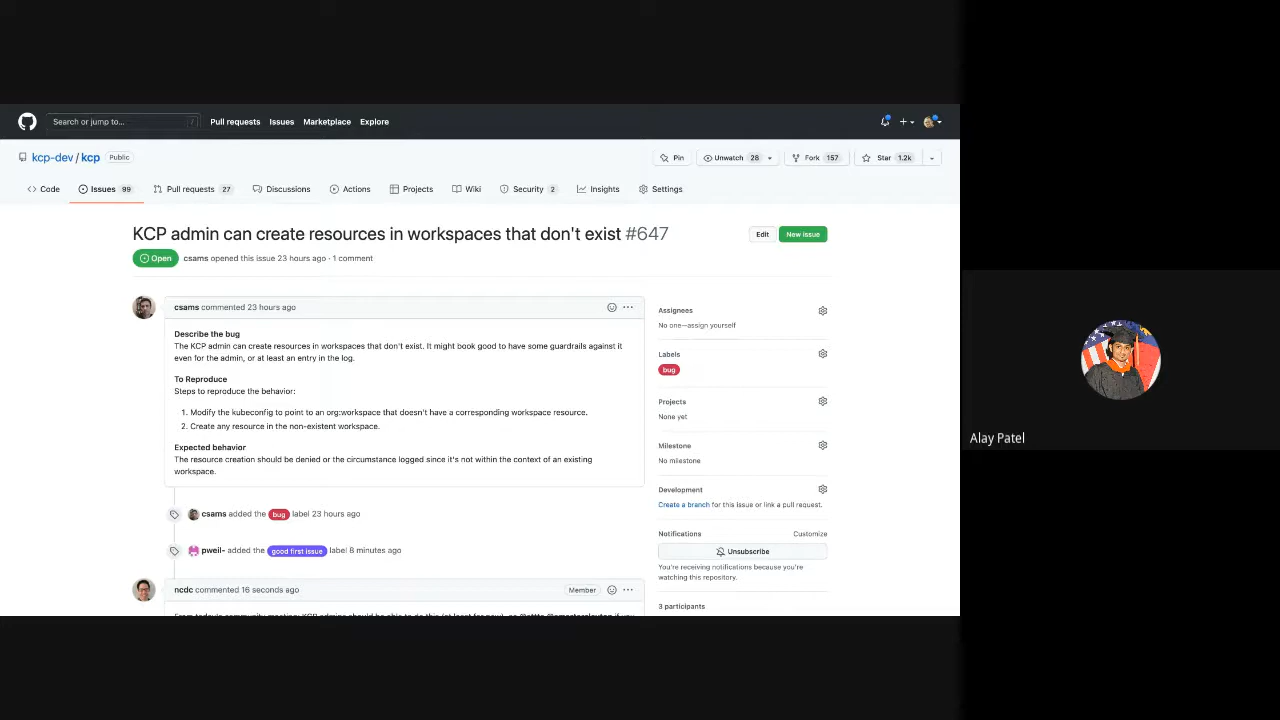 Search or jump to...
/
Pull requests
Issues
Marketplace
Explore
kcp-dev / kcp
Public
Pin
Unwatch 28
Fork 157
Star 1.2k
Code
Issues 99
Pull requests 27
Discussions
Actions
Projects
Wiki
Security 2
Insights
Settings
KCP admin can create resources in workspaces that don't exist #647
Edit
New issue
Open
csams opened this issue 23 hours ago · 1 comment
csams commented 23 hours ago
Describe the bug
The KCP admin can create resources in workspaces that don't exist. It might book good to have some guardrails against it
even for the admin, or at least an entry in the log.
To Reproduce
Steps to reproduce the behavior:
1. Modify the kubeconfig to point to an org:workspace that doesn't have a corresponding workspace resource.
2. Create any resource in the non-existent workspace.
Expected behavior
The resource creation should be denied or the circumstance logged since it's not within the context of an existing
workspace.
csams added the bug label 23 hours ago
pweil- added the good first issue label 8 minutes ago
ncdc commented 16 seconds ago
Member
Assignees
No one—assign yourself
Labels
bug
Projects
None yet
Milestone
No milestone
Development
Create a branch for this issue or link a pull request.
Notifications
Customize
Unsubscribe
You're receiving notifications because you're
watching this repository.
3 participants
Alay Patel